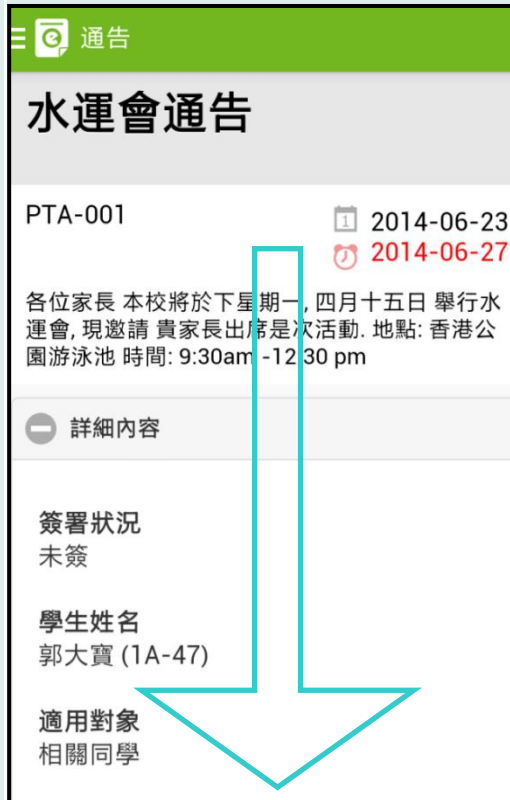 通告
水運會通告
PTA-001
2014-06-23
2014-06-27
各位家長 本校將於下星期一, 四月十五日 舉行水
運會, 現邀請 貴家長出席是次活動. 地點: 香港公
園游泳池 時間: 9:30am -12:30 pm
詳細內容
簽署狀況
未簽
學生姓名
郭大寶 (1A-47)
適用對象
相關同學